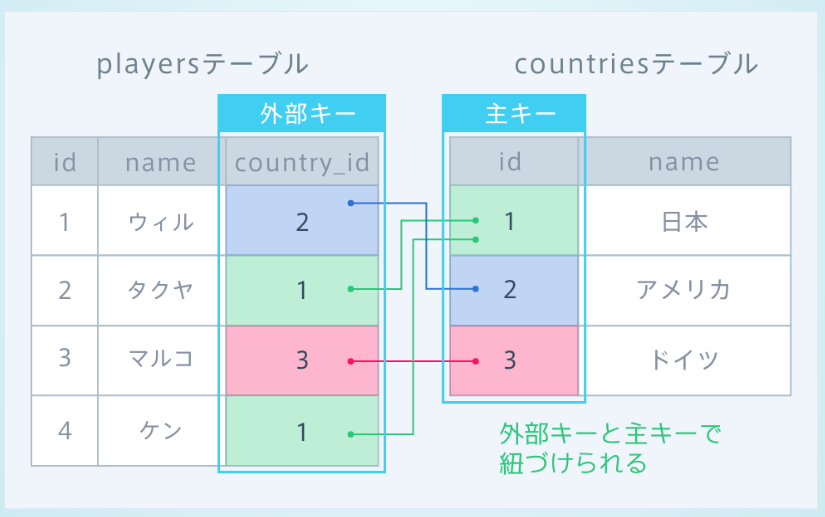 playersテーブル
countriesテーブル
外部キー
主キー
id name country_id
1 ウィル 2
2 タクヤ 1
3 マルコ 3
4 ケン 1
id name
1 日本
2 アメリカ
3 ドイツ
外部キーと主キーで
紐づけられる